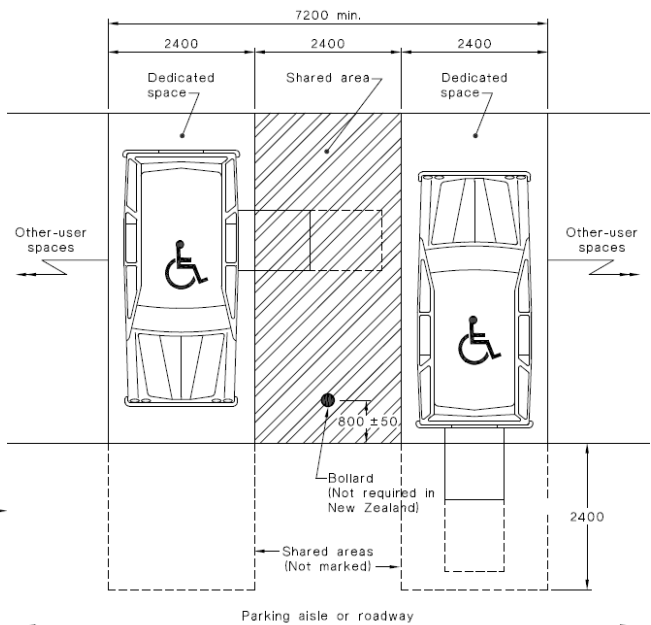 7200 min.
2400
2400
2400
Dedicated
space
Shared area
Dedicated
space
Other-user
spaces
Other-user
spaces
800 ±50
Bollard
(Not required in
New Zealand)
2400
Shared areas
(Not marked)
Parking aisle or roadway